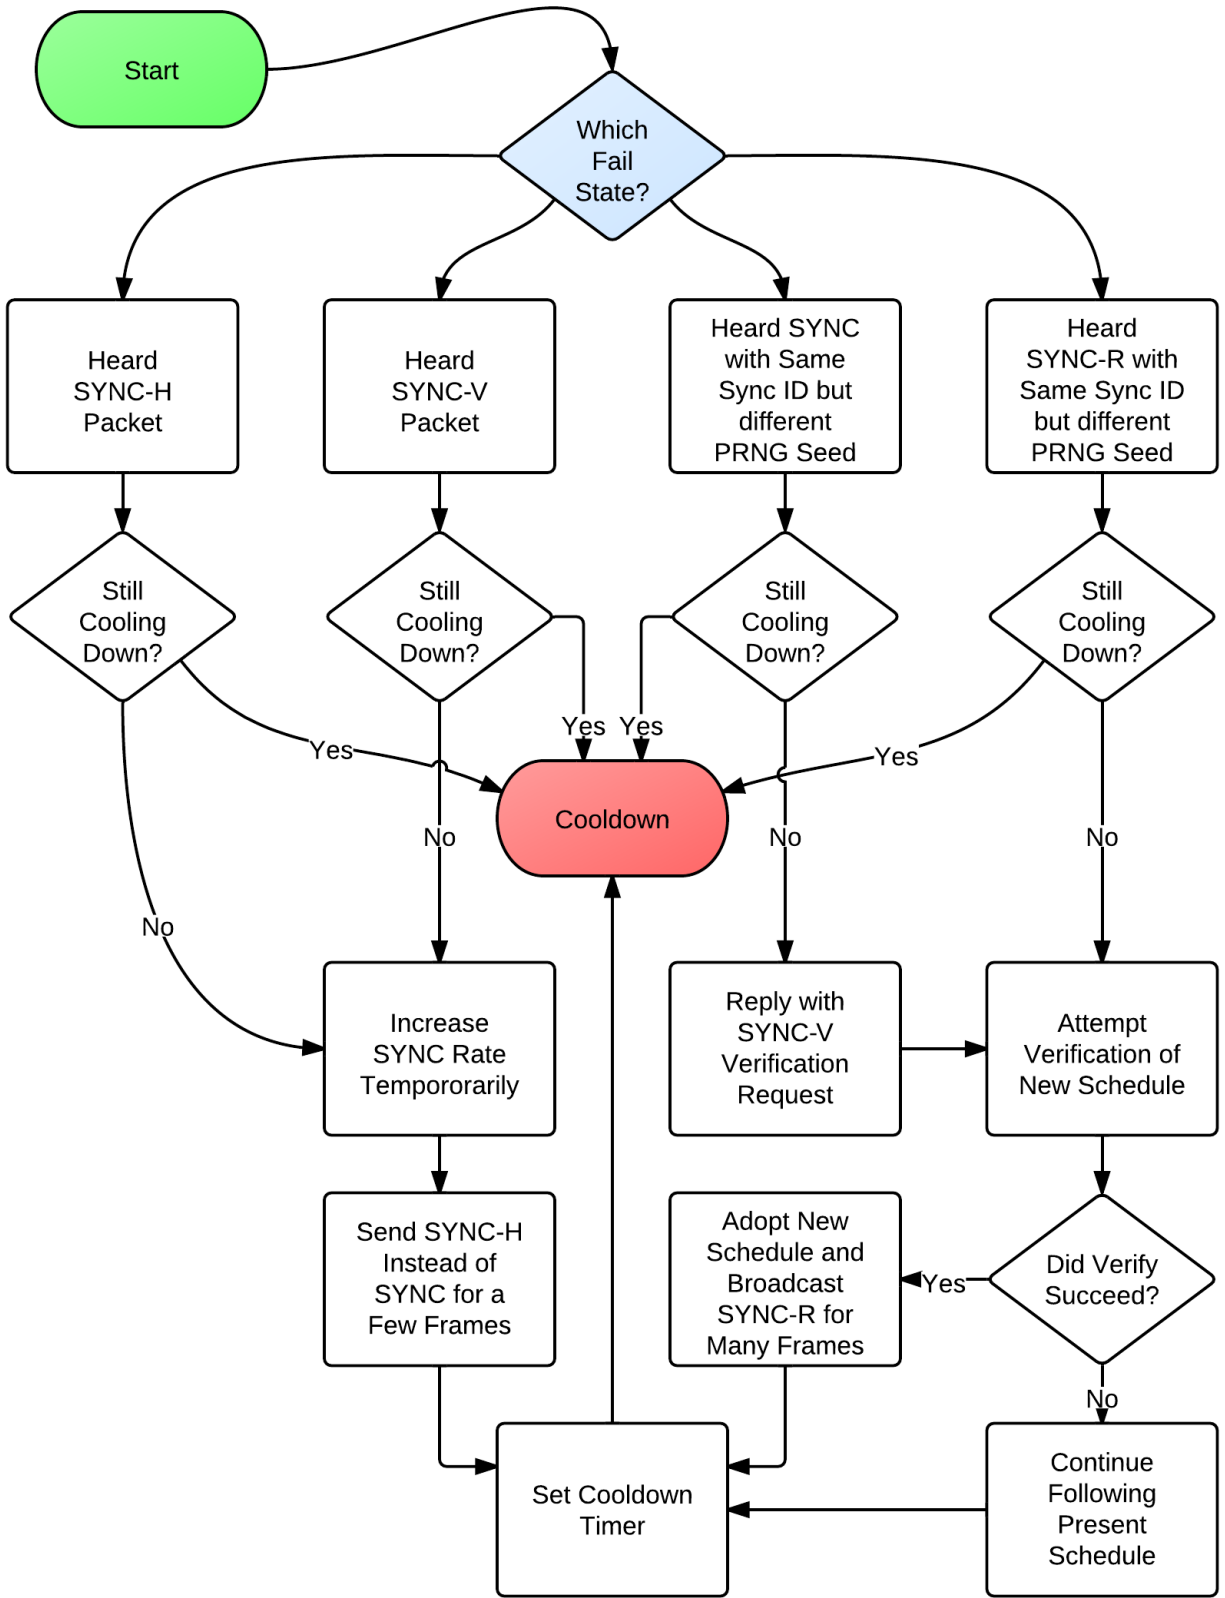 Start
Which
Fail
State?
Heard
SYNC-H
Packet
Heard
SYNC-V
Packet
Heard SYNC
with Same
Sync ID but
different
PRNG Seed
Heard
SYNC-R with
Same Sync ID
but different
PRNG Seed
Still
Cooling
Down?
Still
Cooling
Down?
Still
Cooling
Down?
Still
Cooling
Down?
Yes
Yes
Yes
Yes
Cooldown
No
No
No
No
Increase
SYNC Rate
Tempororarily
Reply with
SYNC-V
Verification
Request
Attempt
Verification of
New Schedule
Send SYNC-H
Instead of
SYNC for a
Few Frames
Adopt New
Schedule and
Broadcast
SYNC-R for
Many Frames
Yes
Did Verify
Succeed?
No
Set Cooldown
Timer
Continue
Following
Present
Schedule